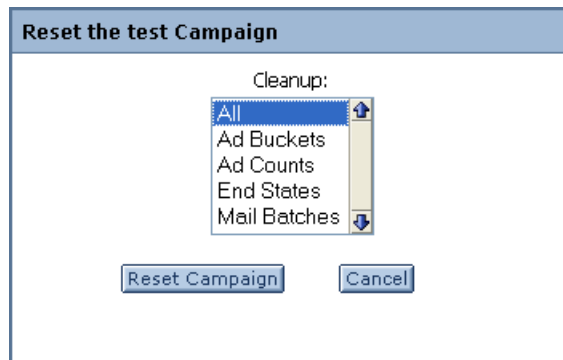 Reset the test Campaign
Cleanup:
All
Ad Buckets
Ad Counts
End States
Mail Batches
Reset Campaign Cancel